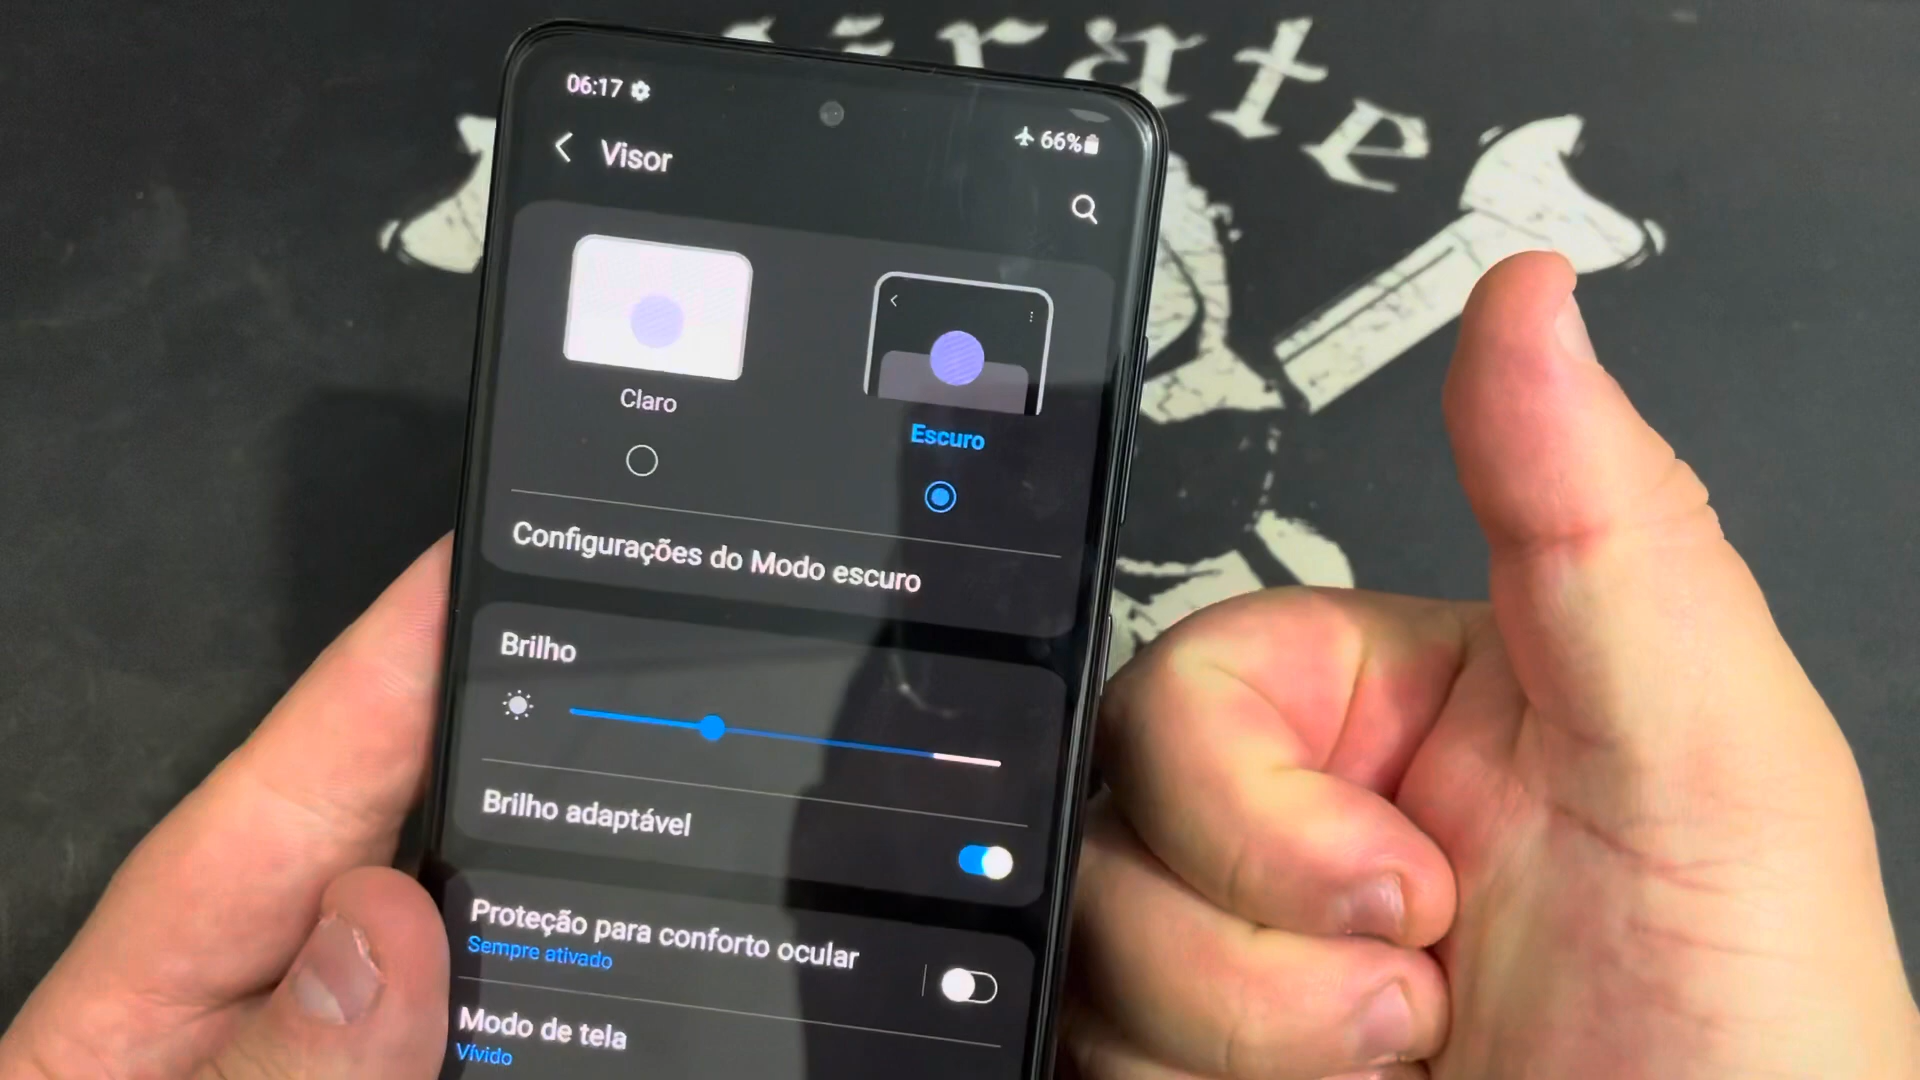 06:17
66%
Visor
Claro
Escuro
Configurações do Modo escuro
Brilho
Brilho adaptável
Proteção para conforto ocular
Sempre ativado
Modo de tela
Vívido